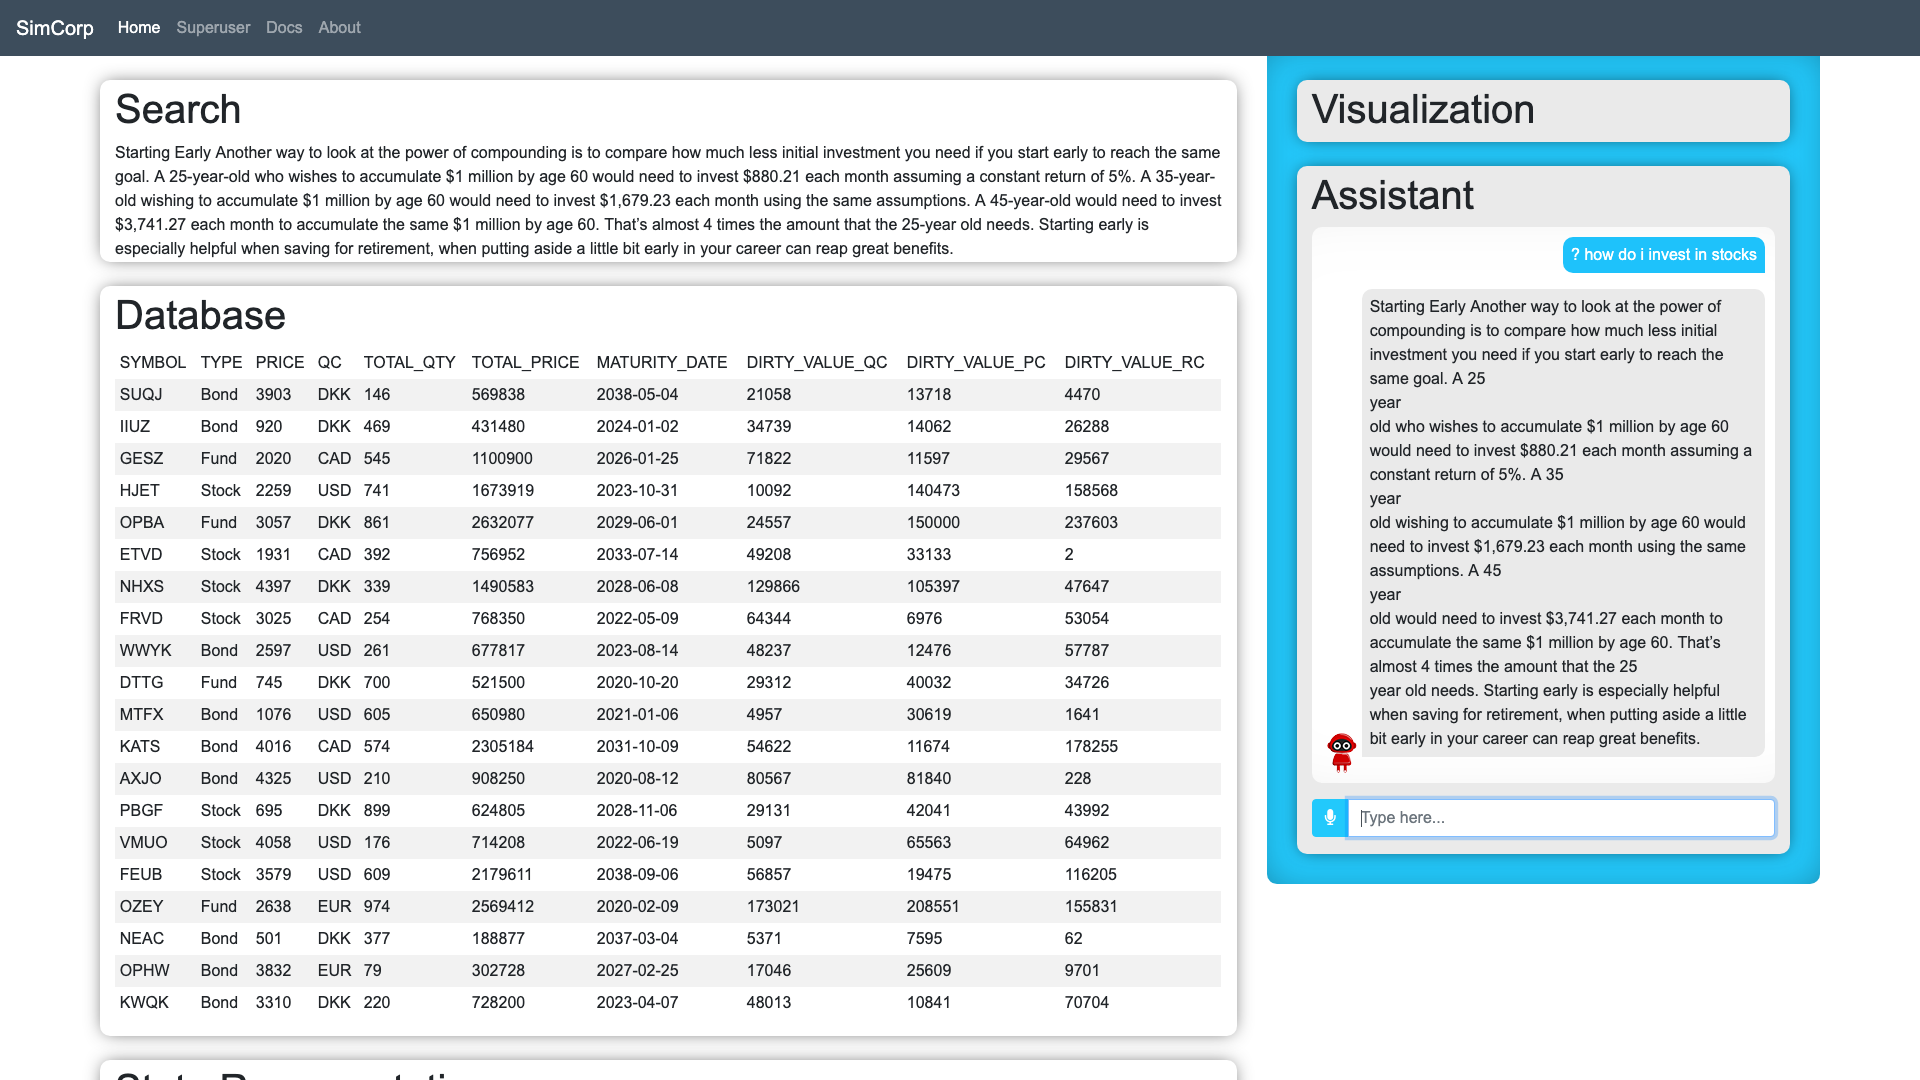 SimCorp Home Superuser Docs About
Search
Starting Early Another way to look at the power of compounding is to compare how much less initial investment you need if you start early to reach the same
goal. A 25-year-old who wishes to accumulate $1 million by age 60 would need to invest $880.21 each month assuming a constant return of 5%. A 35-year-
old wishing to accumulate $1 million by age 60 would need to invest $1,679.23 each month using the same assumptions. A 45-year-old would need to invest
$3,741.27 each month to accumulate the same $1 million by age 60. That’s almost 4 times the amount that the 25-year old needs. Starting early is
especially helpful when saving for retirement, when putting aside a little bit early in your career can reap great benefits.
Database
SYMBOL TYPE PRICE QC TOTAL_QTY TOTAL_PRICE MATURITY_DATE DIRTY_VALUE_QC DIRTY_VALUE_PC DIRTY_VALUE_RC
SUQJ Bond 3903 DKK 146 569838 2038-05-04 21058 13718 4470
IIUZ Bond 920 DKK 469 431480 2024-01-02 34739 14062 26288
GESZ Fund 2020 CAD 545 1100900 2026-01-25 71822 11597 29567
HJET Stock 2259 USD 741 1673919 2023-10-31 10092 140473 158568
OPBA Fund 3057 DKK 861 2632077 2029-06-01 24557 150000 237603
ETVD Stock 1931 CAD 392 756952 2033-07-14 49208 33133 2
NHXS Stock 4397 DKK 339 1490583 2028-06-08 129866 105397 47647
FRVD Stock 3025 CAD 254 768350 2022-05-09 64344 6976 53054
WWYK Bond 2597 USD 261 677817 2023-08-14 48237 12476 57787
DTTG Fund 745 DKK 700 521500 2020-10-20 29312 40032 34726
MTFX Bond 1076 USD 605 650980 2021-01-06 4957 30619 1641
KATS Bond 4016 CAD 574 2305184 2031-10-09 54622 11674 178255
AXJO Bond 4325 USD 210 908250 2020-08-12 80567 81840 228
PBGF Stock 695 DKK 899 624805 2028-11-06 29131 42041 43992
VMUO Stock 4058 USD 176 714208 2022-06-19 5097 65563 64962
FEUB Stock 3579 USD 609 2179611 2038-09-06 56857 19475 116205
OZEY Fund 2638 EUR 974 2569412 2020-02-09 173021 208551 155831
NEAC Bond 501 DKK 377 188877 2037-03-04 5371 7595 62
OPHW Bond 3832 EUR 79 302728 2027-02-25 17046 25609 9701
KWQK Bond 3310 DKK 220 728200 2023-04-07 48013 10841 70704
Visualization
Assistant
? how do i invest in stocks
Starting Early Another way to look at the power of
compounding is to compare how much less initial
investment you need if you start early to reach the
same goal. A 25
year
old who wishes to accumulate $1 million by age 60
would need to invest $880.21 each month assuming a
constant return of 5%. A 35
year
old wishing to accumulate $1 million by age 60 would
need to invest $1,679.23 each month using the same
assumptions. A 45
year
old would need to invest $3,741.27 each month to
accumulate the same $1 million by age 60. That’s
almost 4 times the amount that the 25
year old needs. Starting early is especially helpful
when saving for retirement, when putting aside a little
bit early in your career can reap great benefits.
Type here...